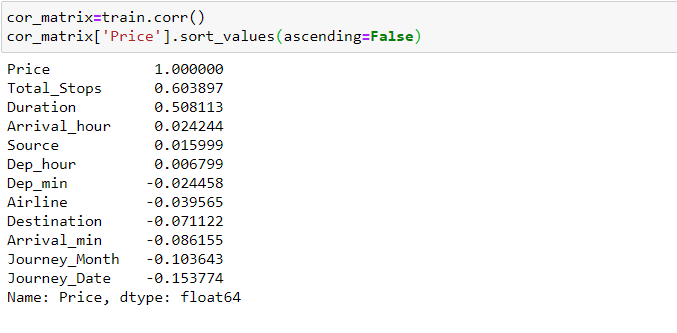 cor_matrix=train.corr()
cor_matrix['Price'].sort_values(ascending=False)
Price 1.000000
Total_Stops 0.603897
Duration 0.508113
Arrival_hour 0.024244
Source 0.015999
Dep_hour 0.006799
Dep_min -0.024458
Airline -0.039565
Destination -0.071122
Arrival_min -0.086155
Journey_Month -0.103643
Journey_Date -0.153774
Name: Price, dtype: float64